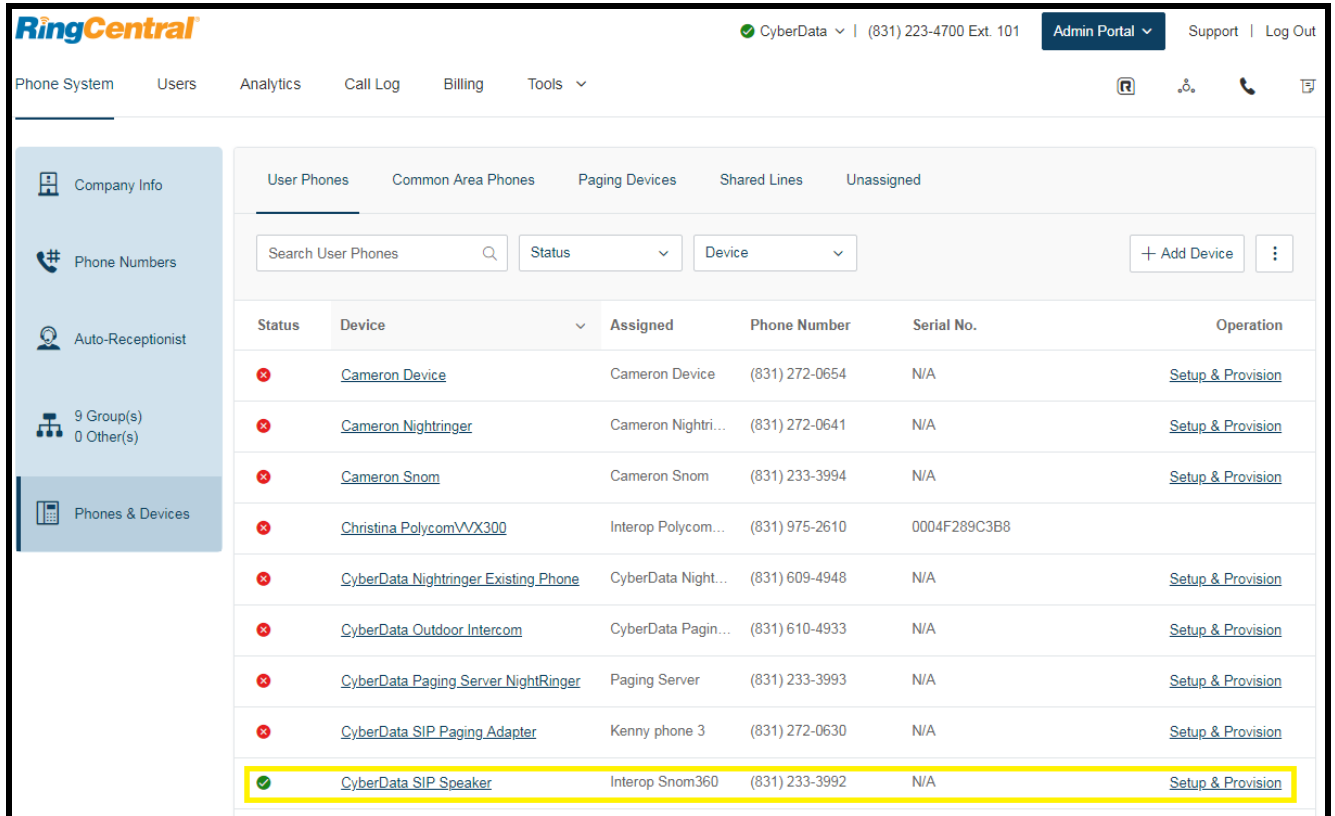 RingCentral®
CyberData | (831) 223-4700 Ext. 101 Admin Portal Support | Log Out
Phone System Users Analytics Call Log Billing Tools
Company Info
Phone Numbers
Auto-Receptionist
9 Group(s)
0 Other(s)
Phones & Devices
User Phones Common Area Phones Paging Devices Shared Lines Unassigned
Search User Phones Status Device + Add Device
Status Device Assigned Phone Number Serial No. Operation
Cameron Device Cameron Device (831) 272-0654 N/A Setup & Provision
Cameron Nightringer Cameron Nightri... (831) 272-0641 N/A Setup & Provision
Cameron Snom Cameron Snom (831) 233-3994 N/A Setup & Provision
Christina PolycomVVX300 Interop Polycom... (831) 975-2610 0004F289C3B8
CyberData Nightringer Existing Phone CyberData Night... (831) 609-4948 N/A Setup & Provision
CyberData Outdoor Intercom CyberData Pagin... (831) 610-4933 N/A Setup & Provision
CyberData Paging Server NightRinger Paging Server (831) 233-3993 N/A Setup & Provision
CyberData SIP Paging Adapter Kenny phone 3 (831) 272-0630 N/A Setup & Provision
CyberData SIP Speaker Interop Snom360 (831) 233-3992 N/A Setup & Provision